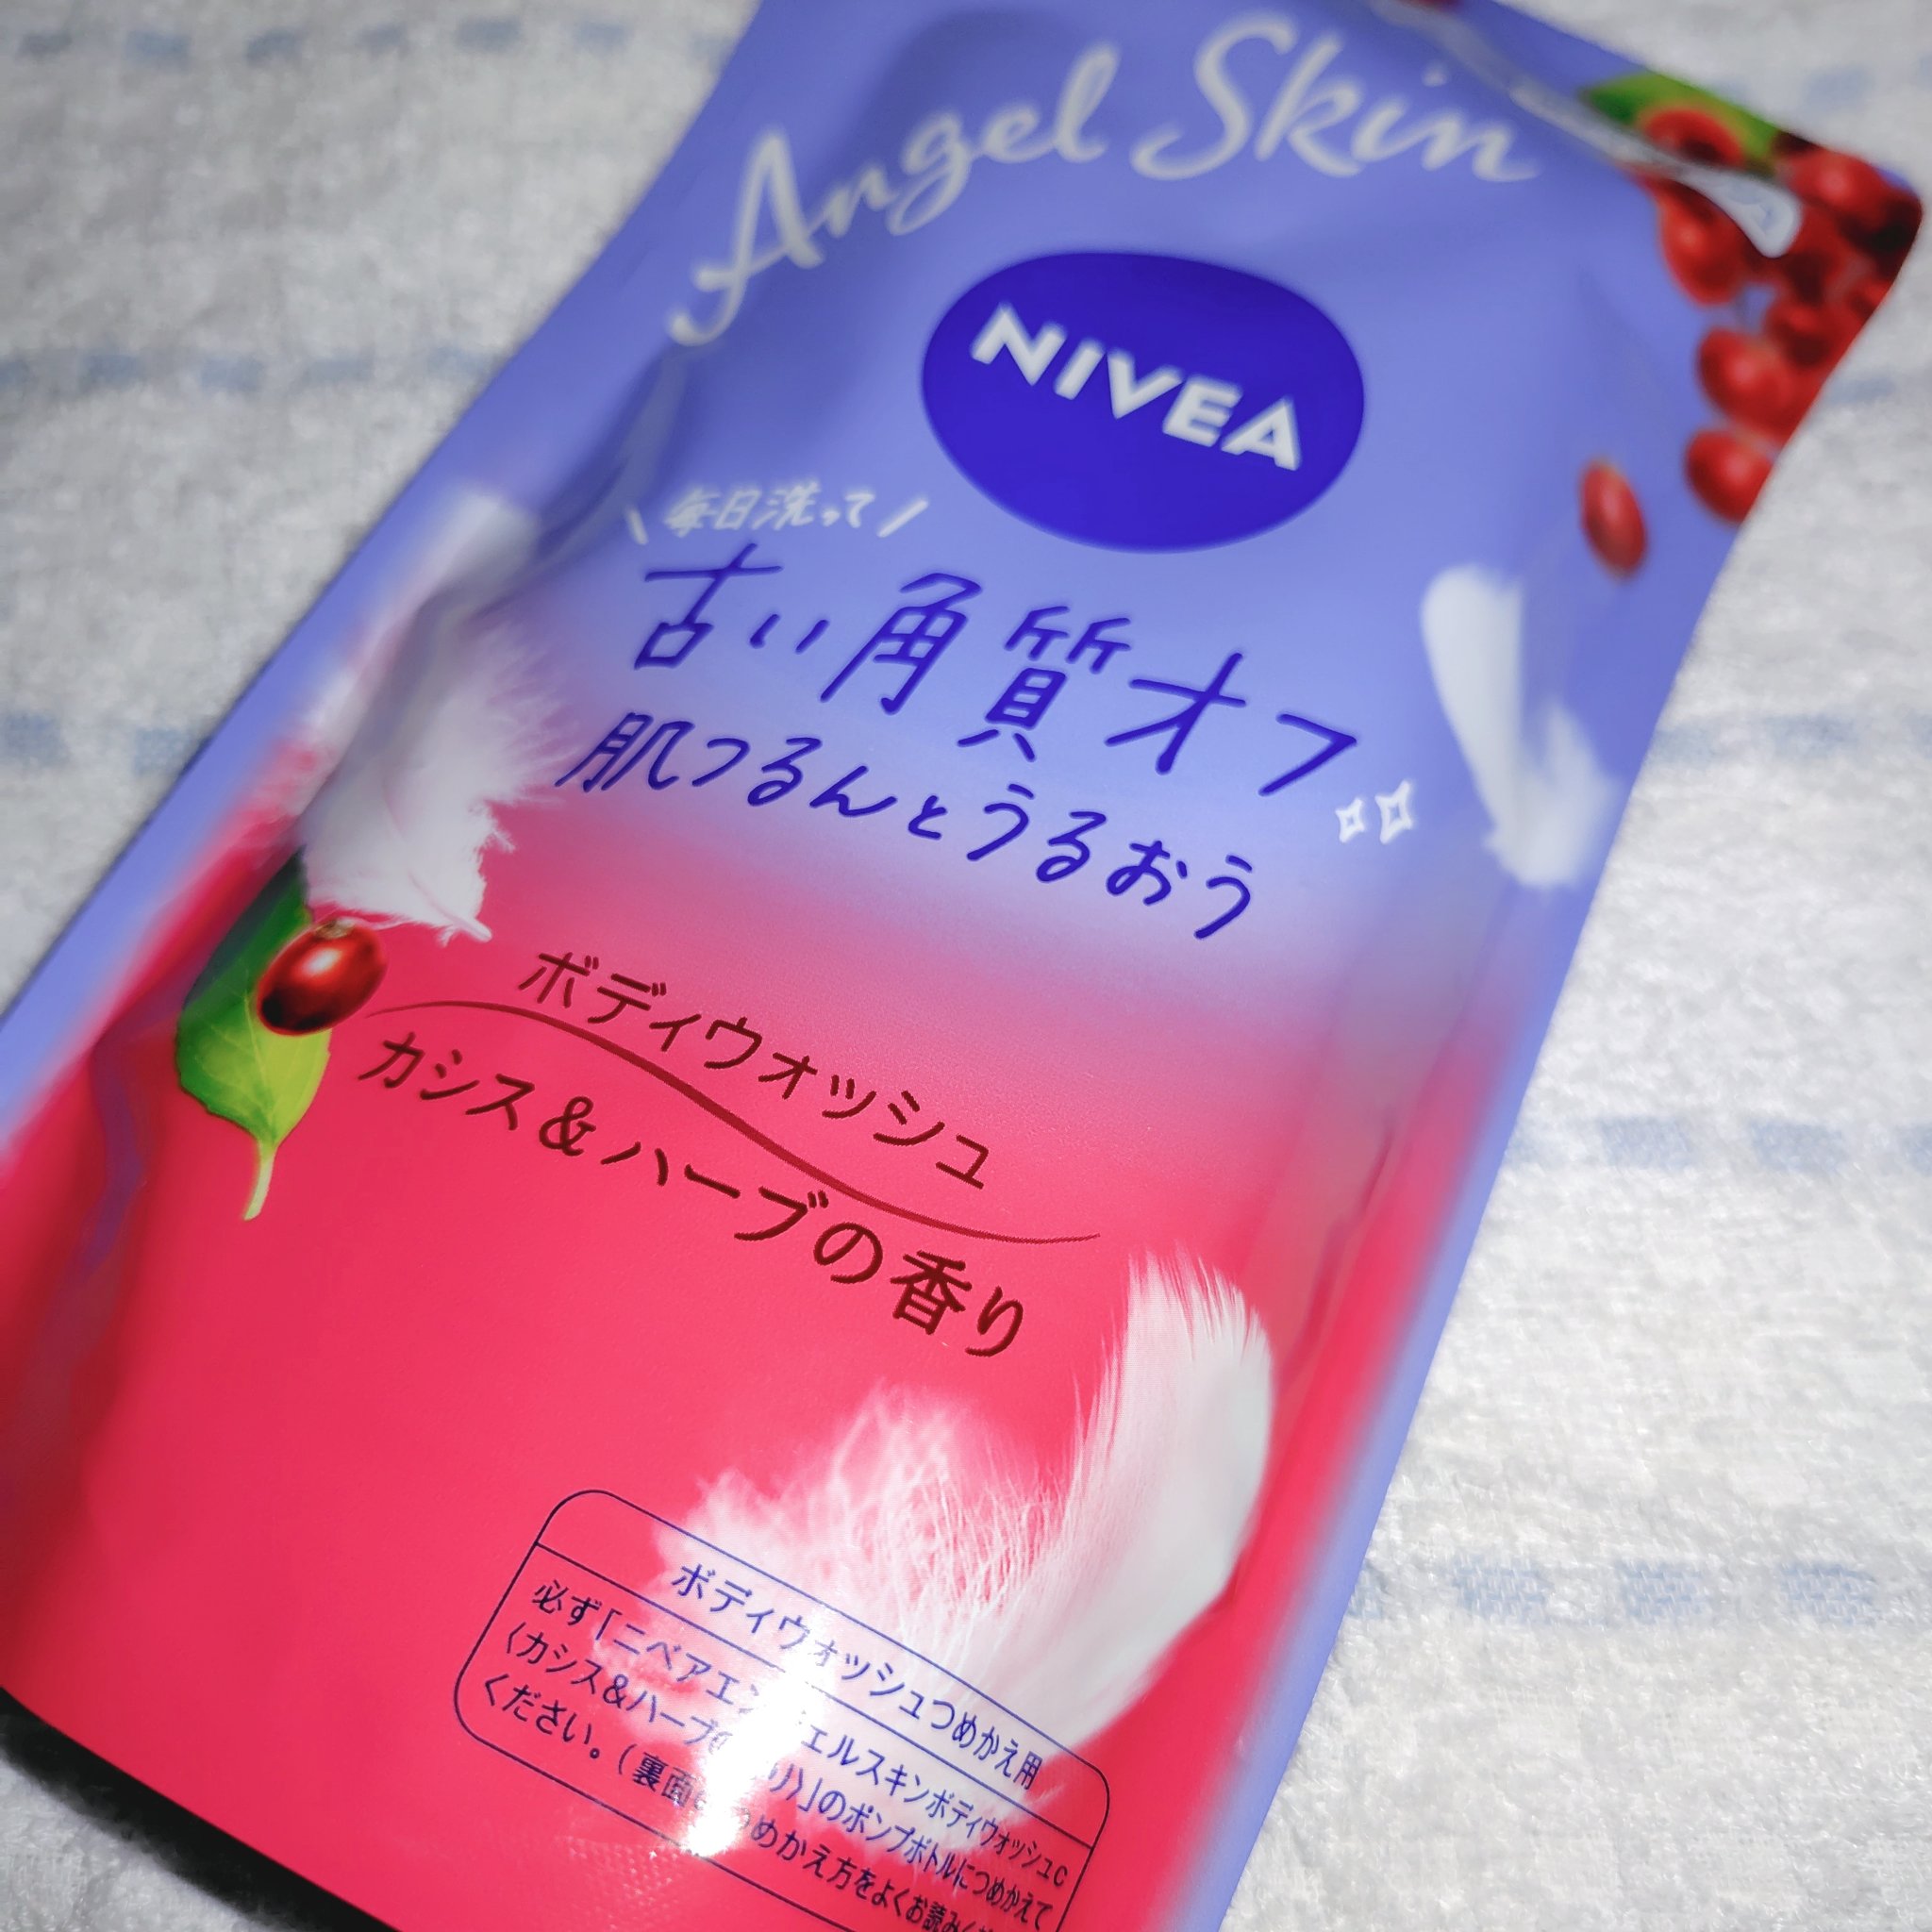 Angel Skin
NIVEA
毎日洗って
古い角質オフ
肌つるんとうるおう
ボディウォッシュ
カシス&ハーブの香り
ボディウォッシュつめかえ用
必ず「ニベアエンジェルスキンボディウォッシュC
〈カシス&ハーブの香り〉」のポンプボトルにつめかえて
ください。(裏面のつめかえ方をよくお読み